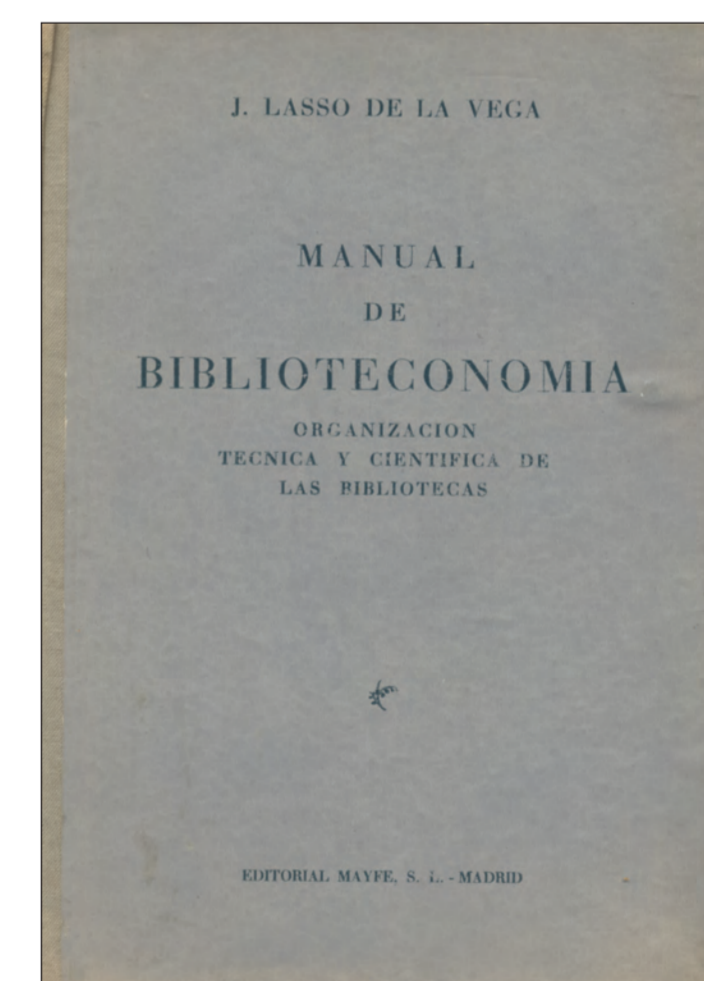 J. LASSO DE LA VEGA
MANUAL
DE
BIBLIOTECONOMIA
ORGANIZACION
TECNICA Y CIENTIFICA DE
LAS BIBLIOTECAS
EDITORIAL MAYFE, S. L. - MADRID